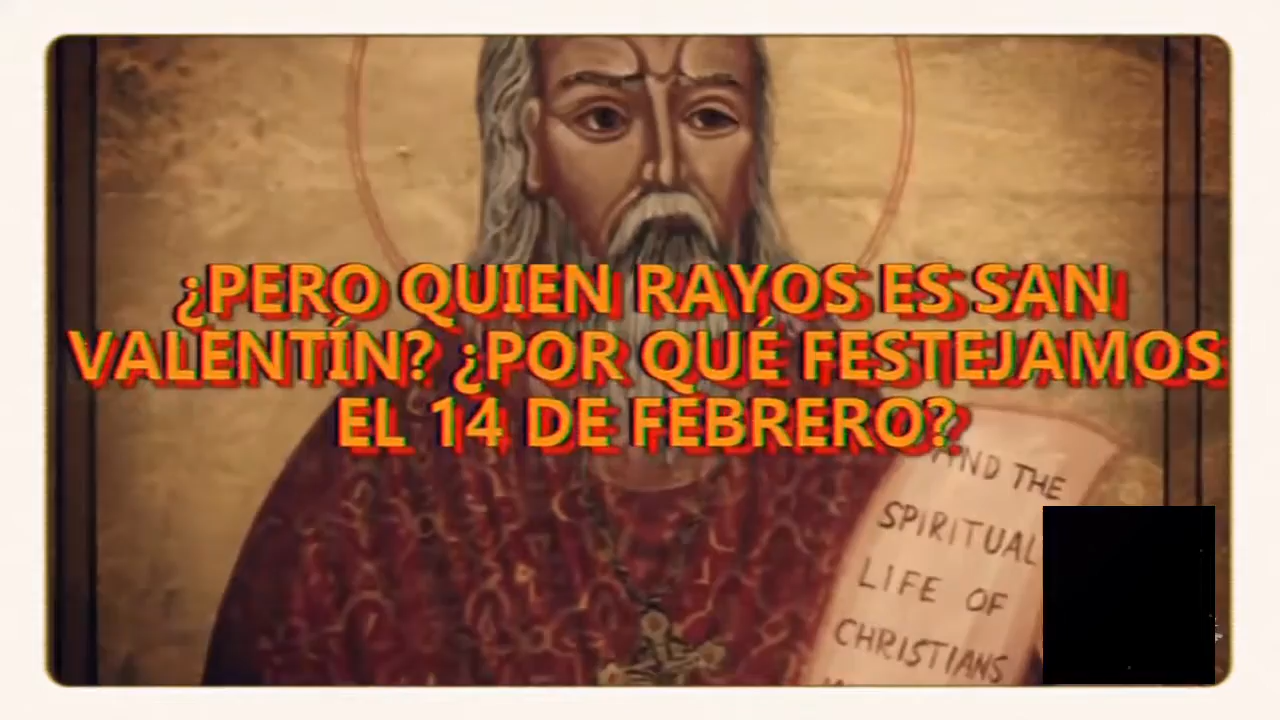 ¿PERO QUIEN RAYOS ES SAN
VALENTÍN? ¿POR QUÉ FESTEJAMOS
EL 14 DE FEBRERO?
AND THE
SPIRITUAL
LIFE OF
CHRISTIANS